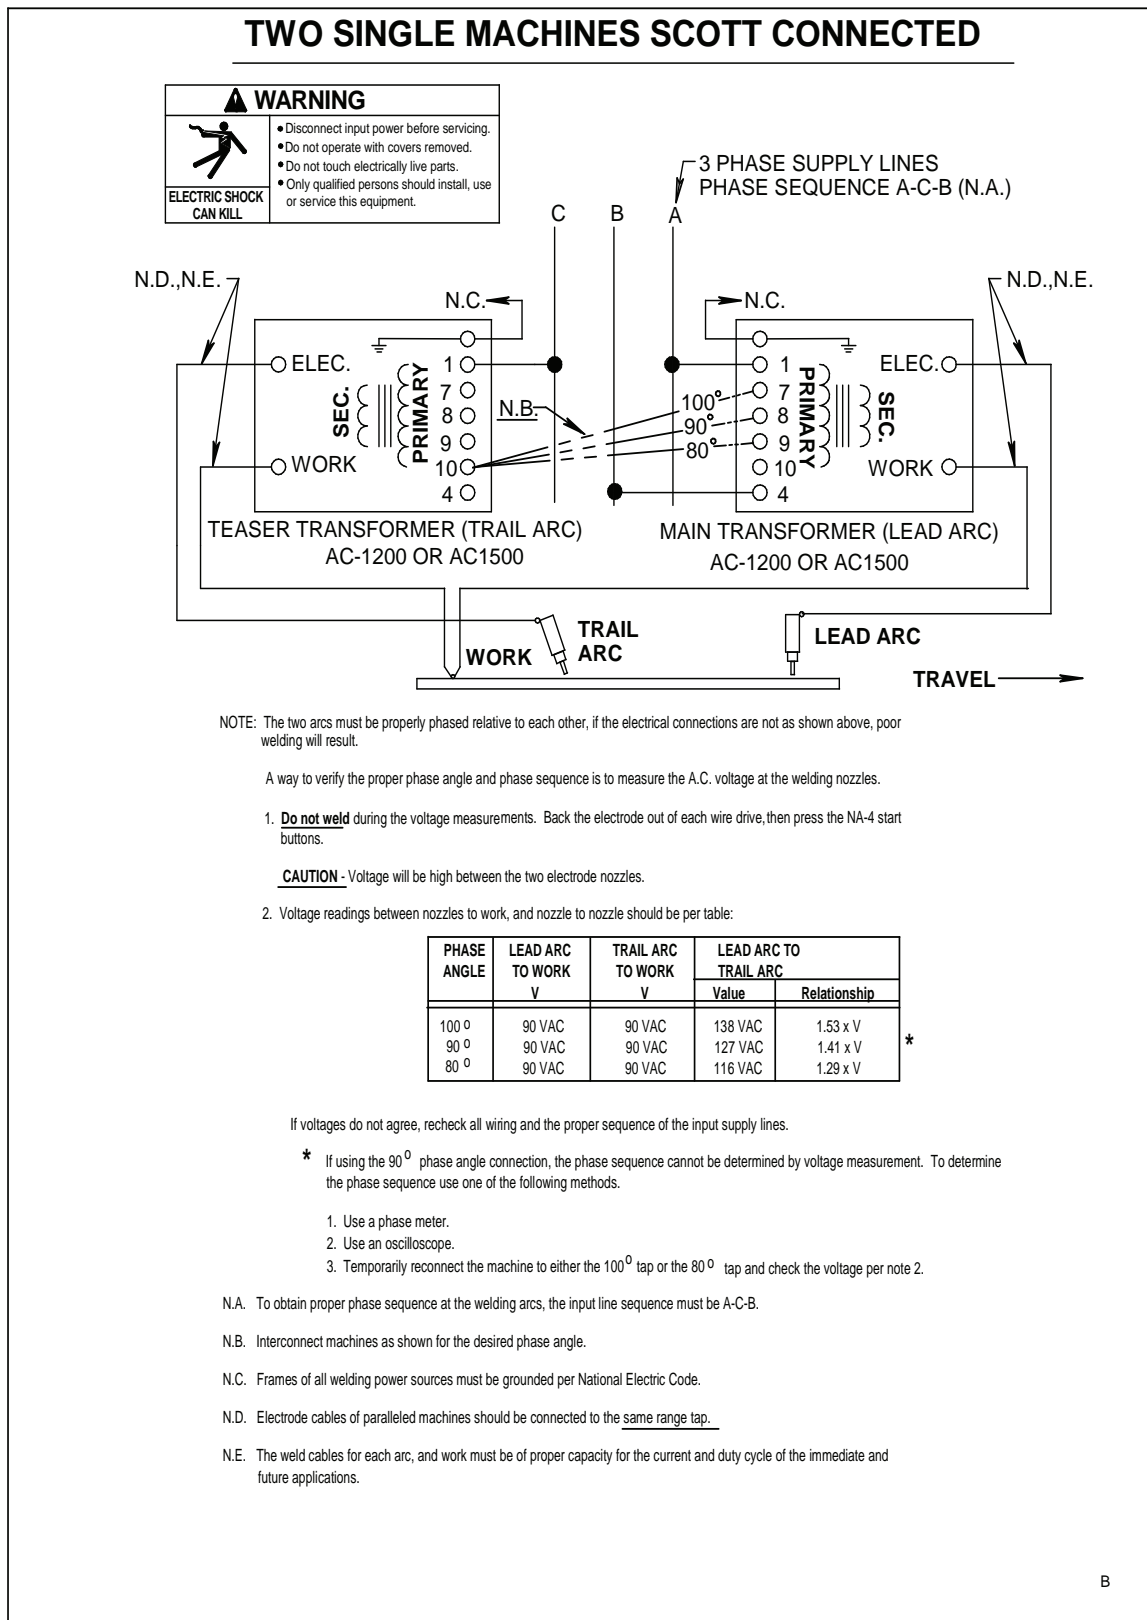 TWO SINGLE MACHINES SCOTT CONNECTED
WARNING
ELECTRIC SHOCK
CAN KILL
● Disconnect input power before servicing.
● Do not operate with covers removed.
● Do not touch electrically live parts.
● Only qualified persons should install, use
or service this equipment.
3 PHASE SUPPLY LINES
PHASE SEQUENCE A-C-B (N.A.)
C B A
N.D.,N.E.
N.C.
N.C.
N.D.,N.E.
ELEC.
SEC.
PRIMARY
WORK
1
7
8
9
10
4
N.B.
100°
90°
80°
1
7
8
9
10
4
PRIMARY
SEC.
ELEC.
WORK
TEASER TRANSFORMER (TRAIL ARC)
AC-1200 OR AC1500
MAIN TRANSFORMER (LEAD ARC)
AC-1200 OR AC1500
WORK
TRAIL
ARC
LEAD ARC
TRAVEL
NOTE: The two arcs must be properly phased relative to each other, if the electrical connections are not as shown above, poor
welding will result.
A way to verify the proper phase angle and phase sequence is to measure the A.C. voltage at the welding nozzles.
1. Do not weld during the voltage measurements. Back the electrode out of each wire drive, then press the NA-4 start
buttons.
CAUTION - Voltage will be high between the two electrode nozzles.
2. Voltage readings between nozzles to work, and nozzle to nozzle should be per table:
PHASE ANGLE LEAD ARC TO WORK V TRAIL ARC TO WORK V LEAD ARC TO TRAIL ARC
Value Relationship
100 o 90 VAC 90 VAC 138 VAC 1.53 x V
90 o 90 VAC 90 VAC 127 VAC 1.41 x V *
80 o 90 VAC 90 VAC 116 VAC 1.29 x V
If voltages do not agree, recheck all wiring and the proper sequence of the input supply lines.
* If using the 90 o phase angle connection, the phase sequence cannot be determined by voltage measurement. To determine
the phase sequence use one of the following methods.
1. Use a phase meter.
2. Use an oscilloscope.
3. Temporarily reconnect the machine to either the 100 o tap or the 80 o tap and check the voltage per note 2.
N.A. To obtain proper phase sequence at the welding arcs, the input line sequence must be A-C-B.
N.B. Interconnect machines as shown for the desired phase angle.
N.C. Frames of all welding power sources must be grounded per National Electric Code.
N.D. Electrode cables of paralleled machines should be connected to the same range tap.
N.E. The weld cables for each arc, and work must be of proper capacity for the current and duty cycle of the immediate and
future applications.
B